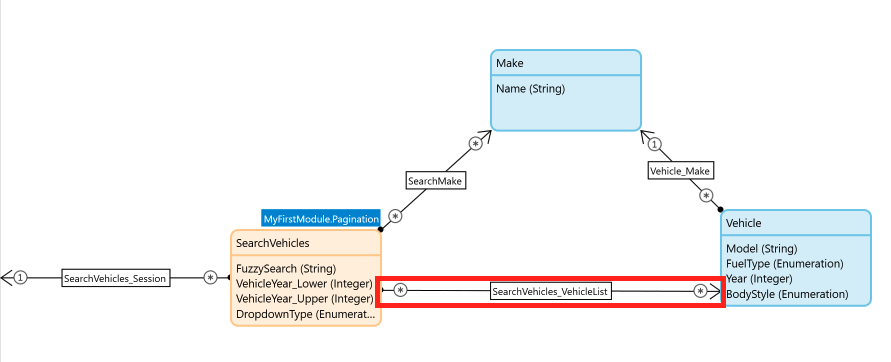 Make
Name (String)
*
1
SearchMake
Vehicle_Make
*
*
MyFirstModule.Pagination
Vehicle
SearchVehicles
Model (String)
FuelType (Enumeration)
Year (Integer)
BodyStyle (Enumeration)
FuzzySearch (String)
VehicleYear_Lower (Integer)
VehicleYear_Upper (Integer)
DropdownType (Enumerat...
1
SearchVehicles_Session
*
*
SearchVehicles_VehicleList
*